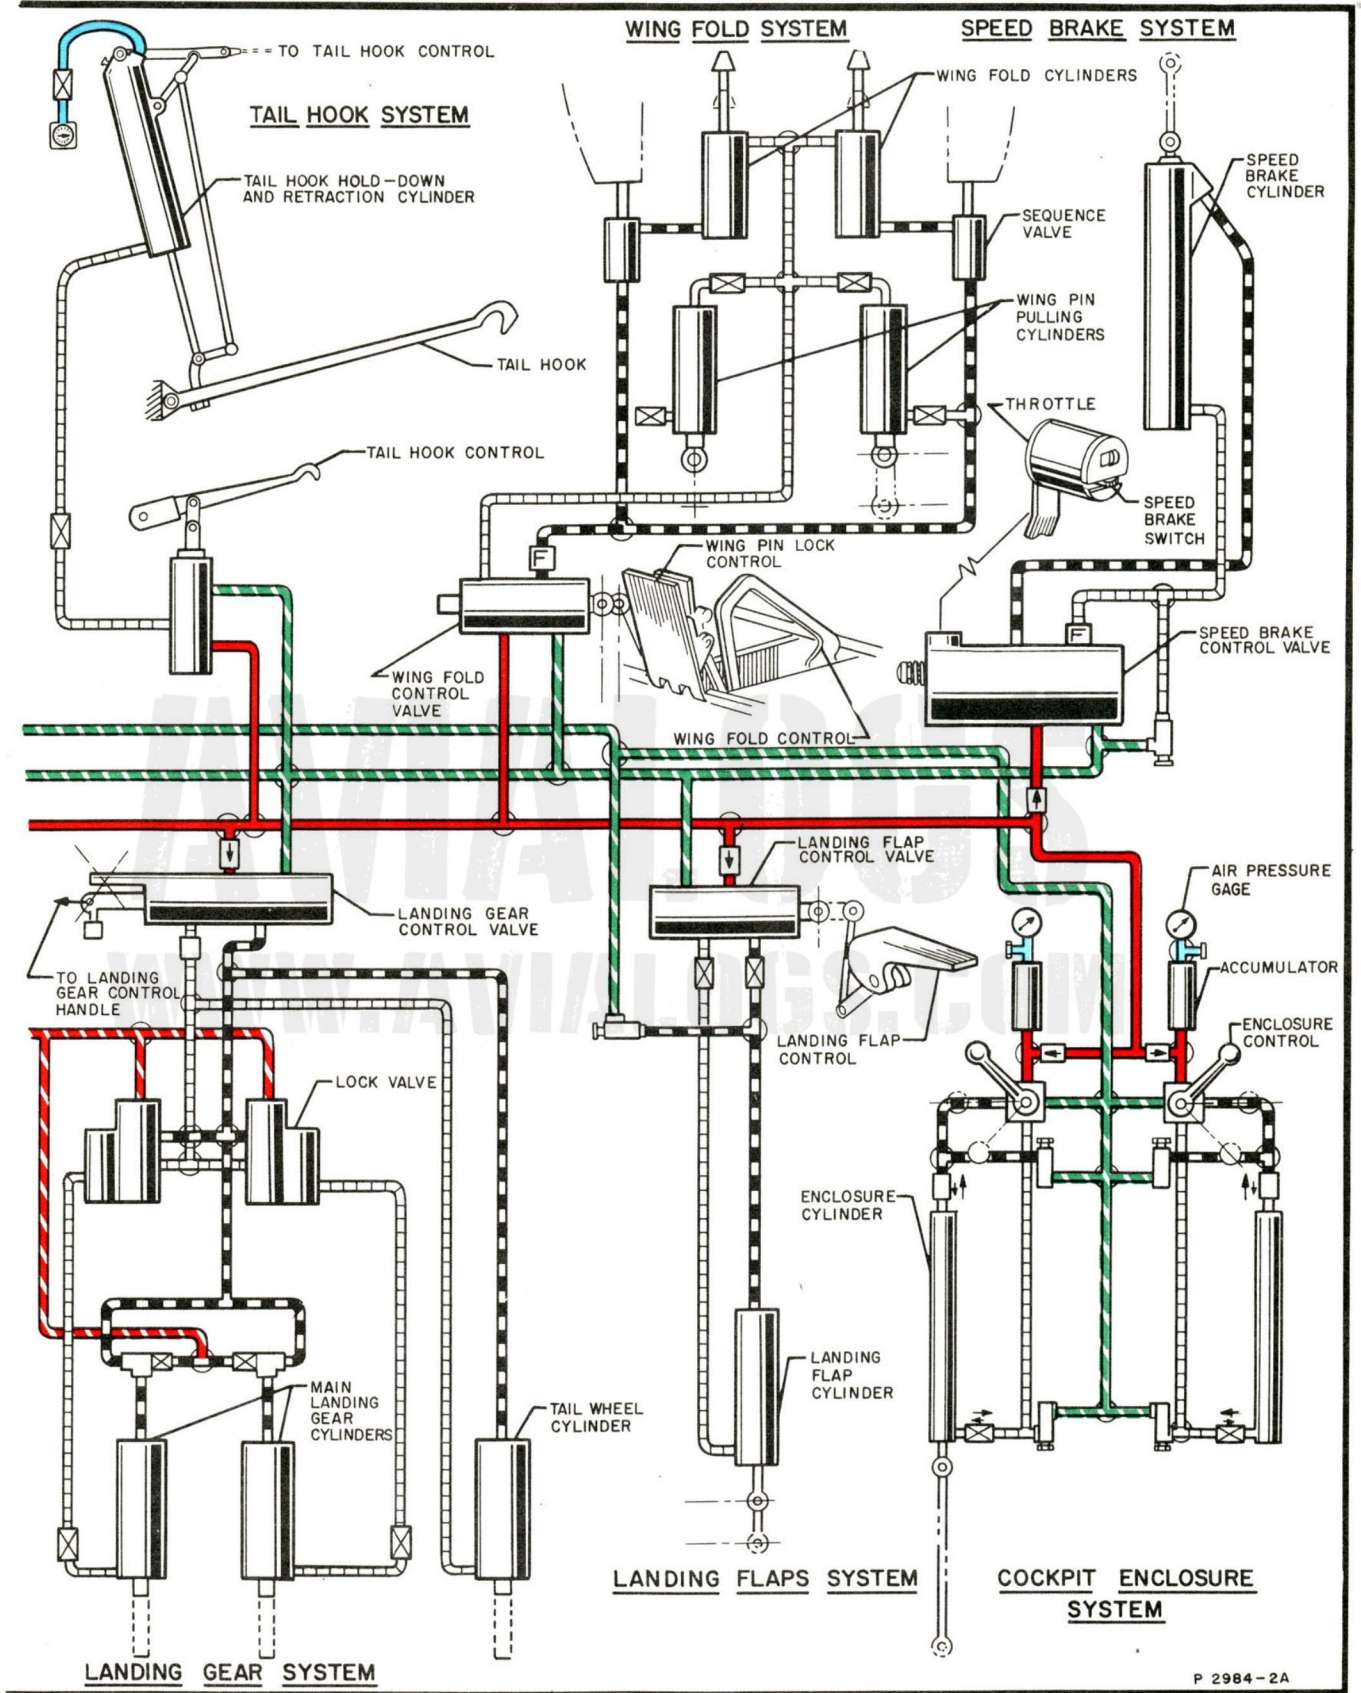 WING FOLD SYSTEM
SPEED BRAKE SYSTEM
TO TAIL HOOK CONTROL
WING FOLD CYLINDERS
TAIL HOOK SYSTEM
SPEED
BRAKE
CYLINDER
TAIL HOOK HOLD-DOWN
AND RETRACTION CYLINDER
SEQUENCE
VALVE
WING PIN
PULLING
CYLINDERS
TAIL HOOK
THROTTLE
TAIL HOOK CONTROL
SPEED
BRAKE
SWITCH
WING PIN LOCK
CONTROL
F
F
SPEED BRAKE
CONTROL VALVE
WING FOLD
CONTROL
VALVE
WING FOLD CONTROL
AVIALOGS
LANDING FLAP
CONTROL VALVE
AIR PRESSURE
GAGE
LANDING GEAR
CONTROL VALVE
TO LANDING
GEAR CONTROL
HANDLE
WWW.AVIALOGS.COM
ACCUMULATOR
LANDING FLAP
CONTROL
ENCLOSURE
CONTROL
LOCK VALVE
ENCLOSURE
CYLINDER
LANDING
FLAP
CYLINDER
MAIN
LANDING
GEAR
CYLINDERS
TAIL WHEEL
CYLINDER
LANDING FLAPS SYSTEM
COCKPIT ENCLOSURE
SYSTEM
LANDING GEAR SYSTEM
P 2984-2A